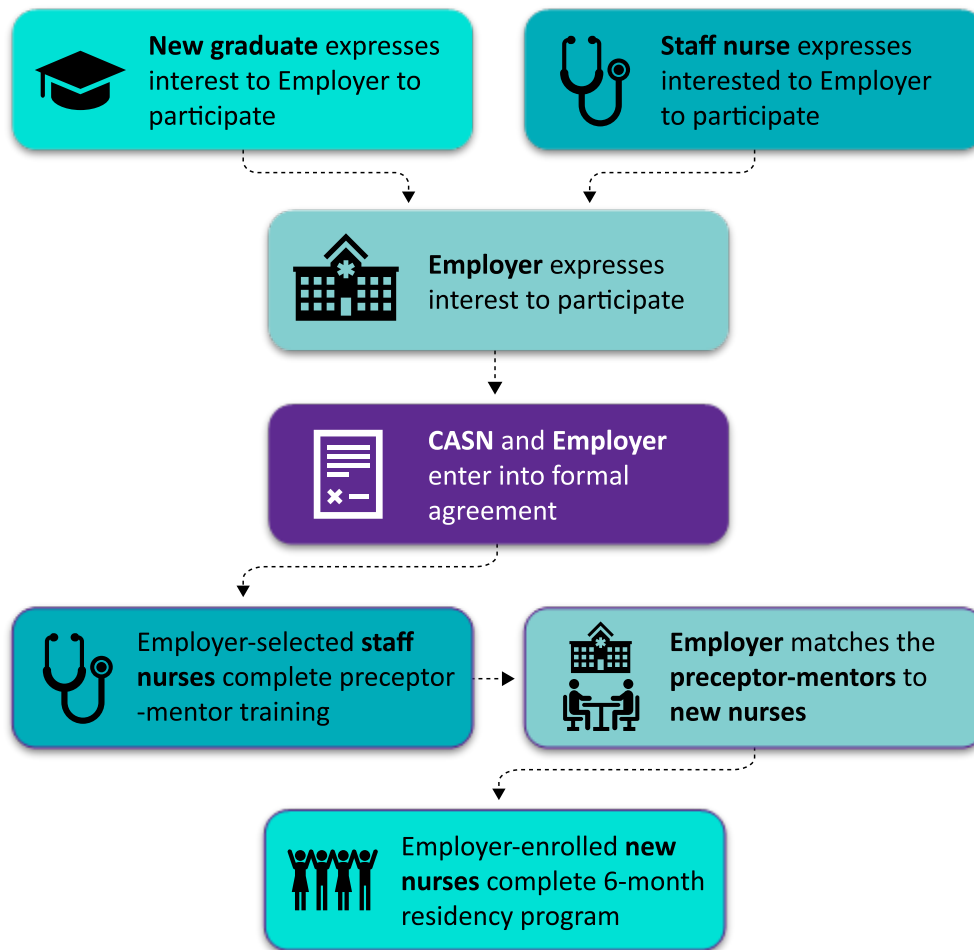 New graduate expresses
interest to Employer to
participate
Staff nurse expresses
interested to Employer
to participate
Employer expresses
interest to participate
CASN and Employer
enter into formal
agreement
Employer-selected staff
nurses complete preceptor
-mentor training
Employer matches the
preceptor-mentors to
new nurses
Employer-enrolled new
nurses complete 6-month
residency program